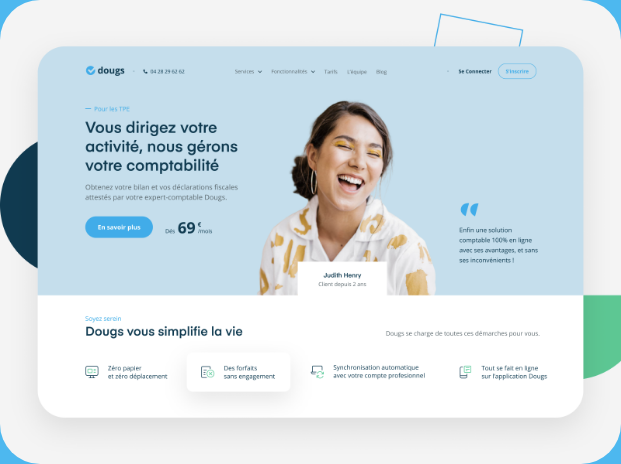 dougs
04 28 29 62 62
Services
Fonctionnalités
Tarifs
L'équipe
Blog
Se Connecter
S'inscrire
Pour les TPE
Vous dirigez votre
activité, nous gérons
votre comptabilité
Obtenez votre bilan et vos déclarations fiscales
attestés par votre expert-comptable Dougs.
En savoir plus
Dès 69 € /mois
Enfin une solution
comptable 100% en ligne
avec ses avantages, et sans
ses inconvénients !
Judith Henry
Client depuis 2 ans
Soyez serein
Dougs vous simplifie la vie
Dougs se charge de toutes ces démarches pour vous.
Zéro papier
et zéro déplacement
Des forfaits
sans engagement
Synchronisation automatique
avec votre compte profesionnel
Tout se fait en ligne
sur l'application Dougs